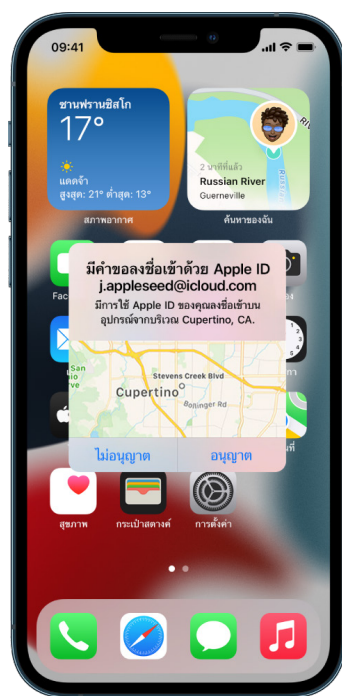 09:41
ซานฟรานซิสโก
17°
แดดจ้า
สูงสุด: 21° ต่ำสุด: 13°
สภาพอากาศ
2 นาทีที่แล้ว
Russian River
Guerneville
ค้นหาของฉัน
มีคำขอลงชื่อเข้าด้วย Apple ID
j.appleseed@icloud.com
มีการใช้ Apple ID ของคุณลงชื่อเข้าบน
อุปกรณ์จากบริเวณ Cupertino, CA.
Stevens Creek Blvd
Cupertino
Boninger Rd
ไม่อนุญาต
อนุญาต
สุขภาพ
กระเป๋าสตางค์
การตั้งค่า